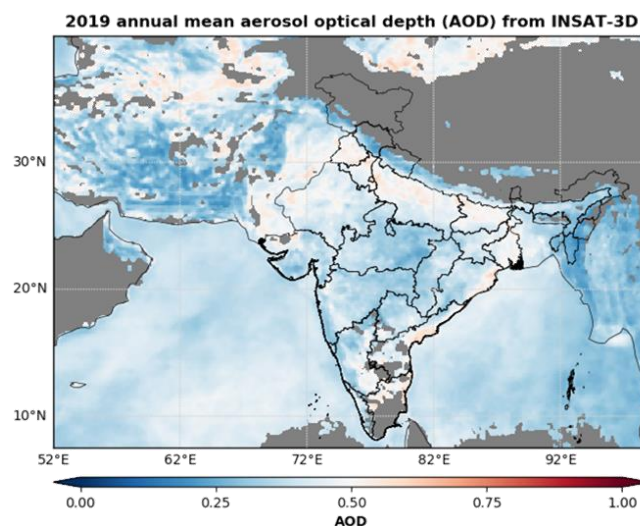 2019 annual mean aerosol optical depth (AOD) from INSAT-3D
30°N
20°N
10°N
52°E 62°E 72°E 82°E 92°E
0.00 0.25 0.50 0.75 1.00
AOD